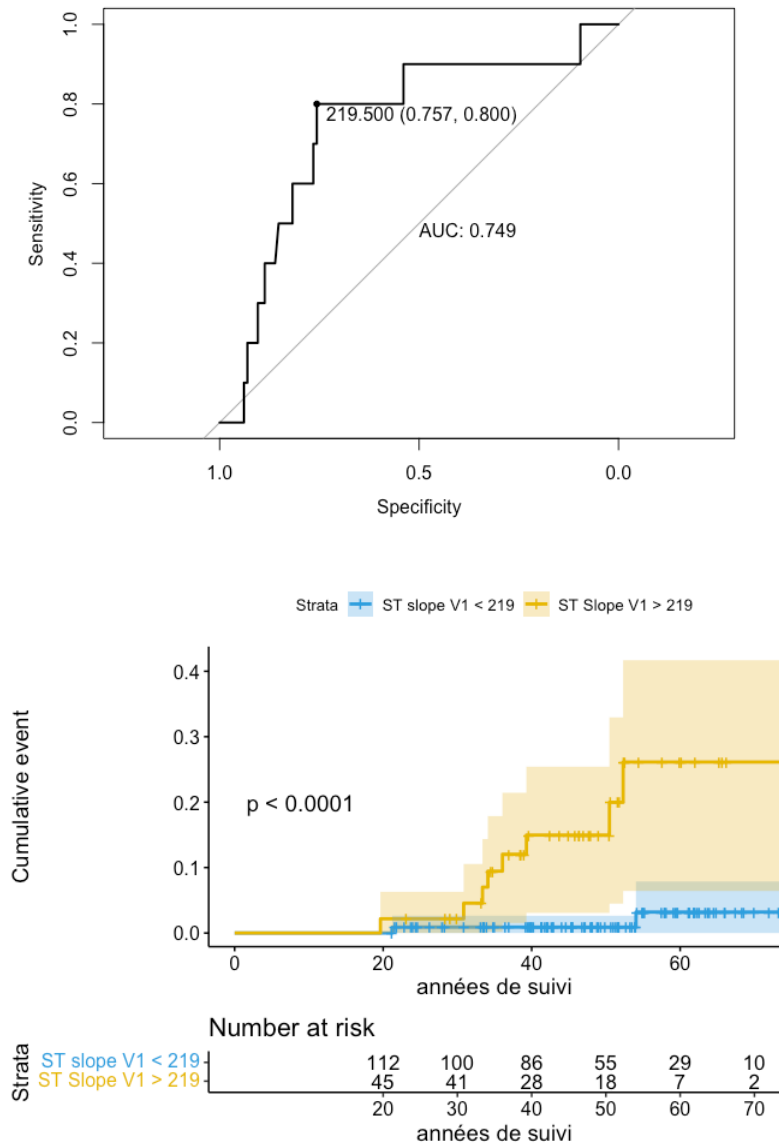 1.0
0.8
0.6
0.4
0.2
0.0
Sensitivity
219.500 (0.757, 0.800)
AUC: 0.749
1.0 0.5 0.0
Specificity
Strata ST slope V1 < 219 ST Slope V1 > 219
0.4
0.3
0.2
0.1
0.0
Cumulative event
p < 0.0001
0 20 40 60
années de suivi
Number at risk
Strata
ST slope V1 < 219 112 100 86 55 29 10
ST Slope V1 > 219 45 41 28 18 7 2
20 30 40 50 60 70
années de suivi